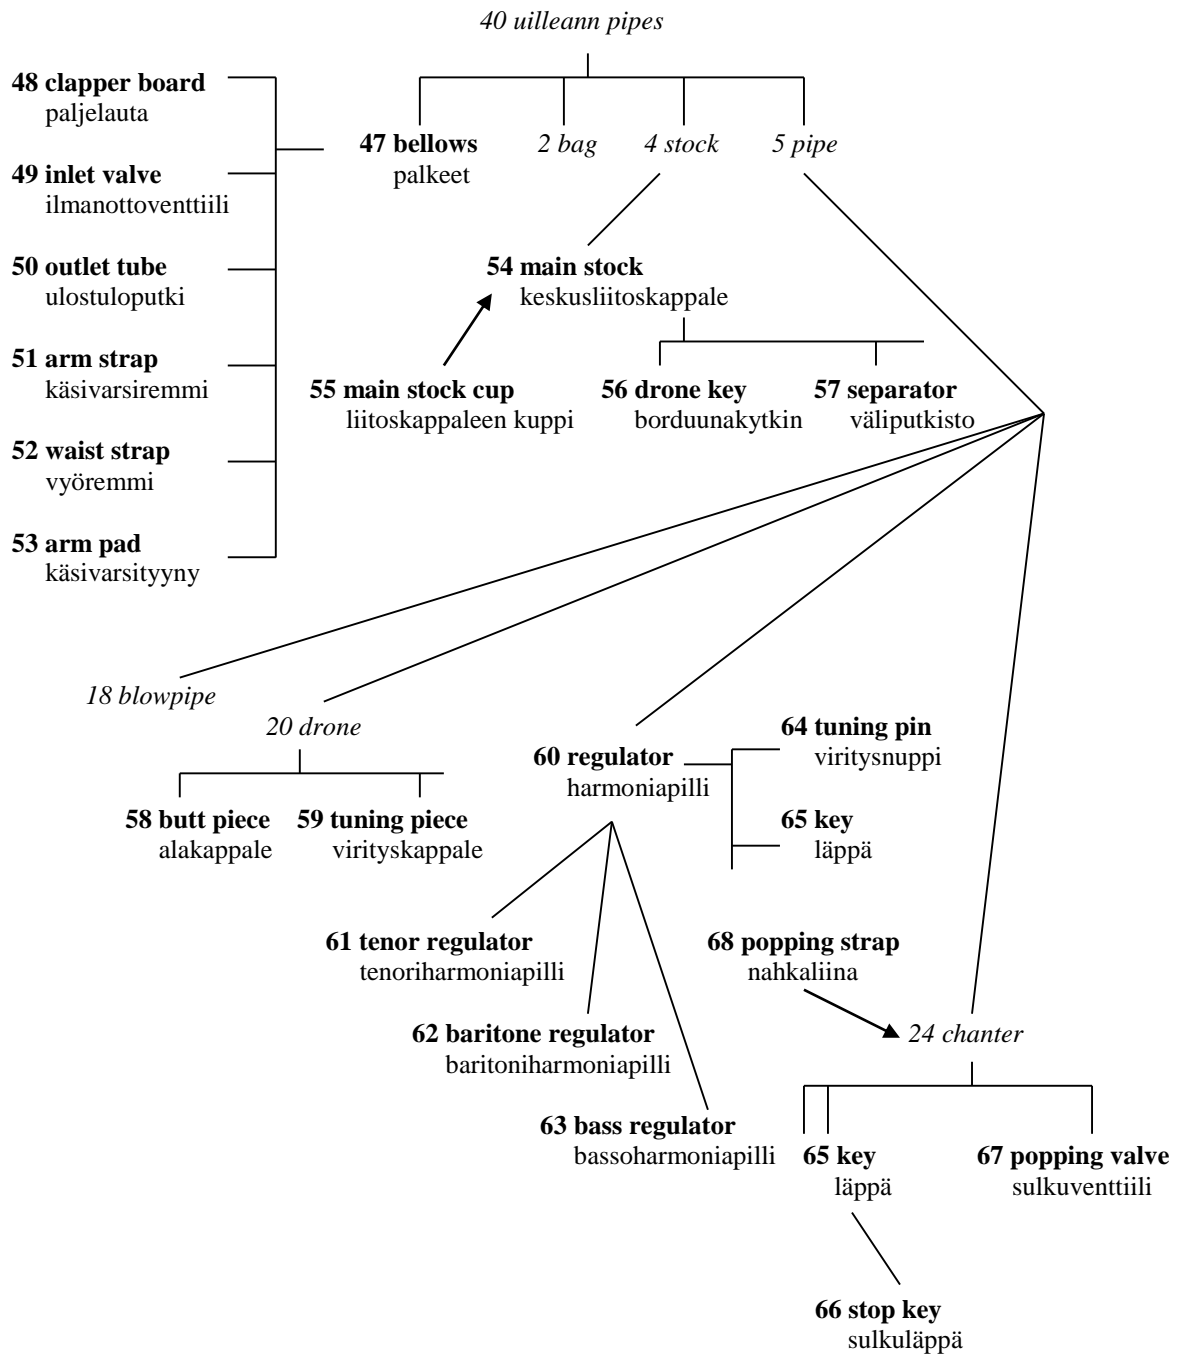 40 uilleann pipes
48 clapper board
paljelauta
47 bellows
palkeet
2 bag
4 stock
5 pipe
49 inlet valve
ilmanottoventtiili
50 outlet tube
ulostuloputki
54 main stock
keskusliitoskappale
51 arm strap
käsivarsiremmi
55 main stock cup
liitoskappaleen kuppi
56 drone key
borduunakytkin
57 separator
väliputkisto
52 waist strap
vyöremmi
53 arm pad
käsivarsityyny
18 blowpipe
20 drone
58 butt piece
alakappale
59 tuning piece
virityskappale
60 regulator
harmoniapilli
64 tuning pin
viritysnuppi
65 key
läppä
61 tenor regulator
tenoriharmoniapilli
62 baritone regulator
baritoniharmoniapilli
63 bass regulator
bassoharmoniapilli
68 popping strap
nahkaliina
24 chanter
65 key
läppä
67 popping valve
sulkuventtiili
66 stop key
sulkuläppä